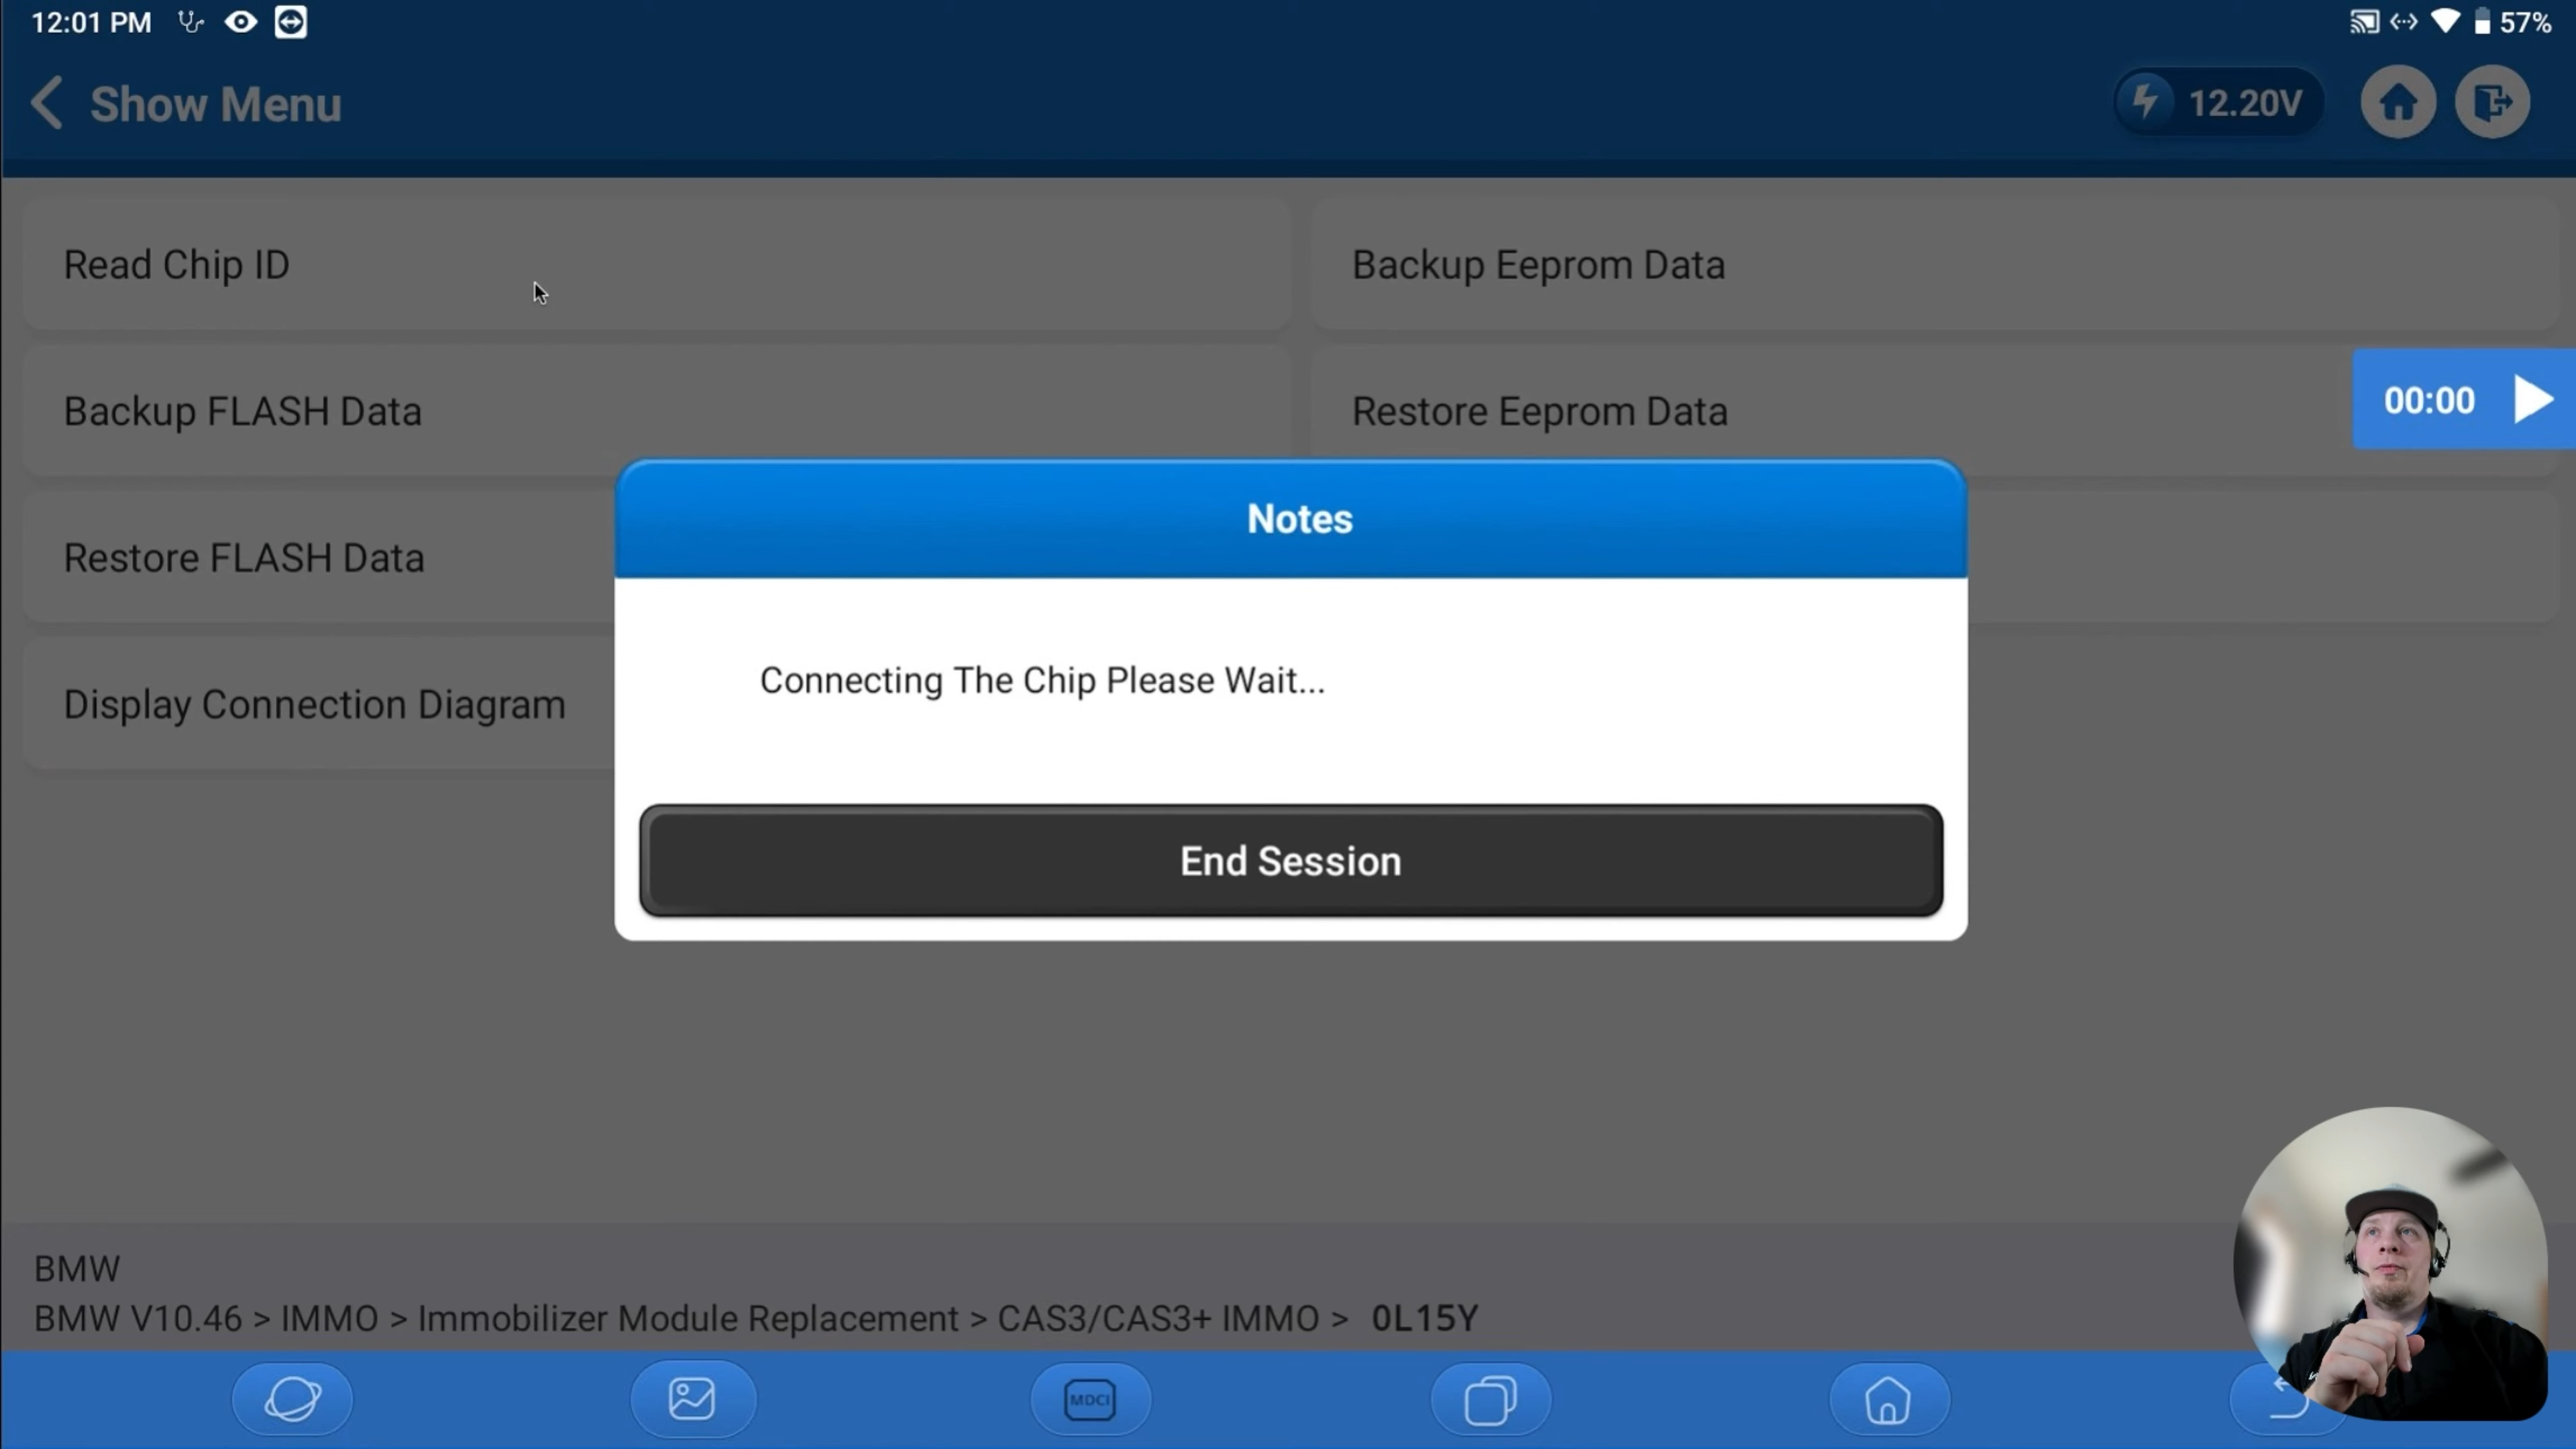 12:01 PM
57%
Show Menu
12.20V
Read Chip ID
Backup Eeprom Data
Backup FLASH Data
Restore Eeprom Data
00:00
Restore FLASH Data
Notes
Connecting The Chip Please Wait...
Display Connection Diagram
End Session
BMW
BMW V10.46 > IMMO > Immobilizer Module Replacement > CAS3/CAS3+ IMMO > 0L15Y
MDCI